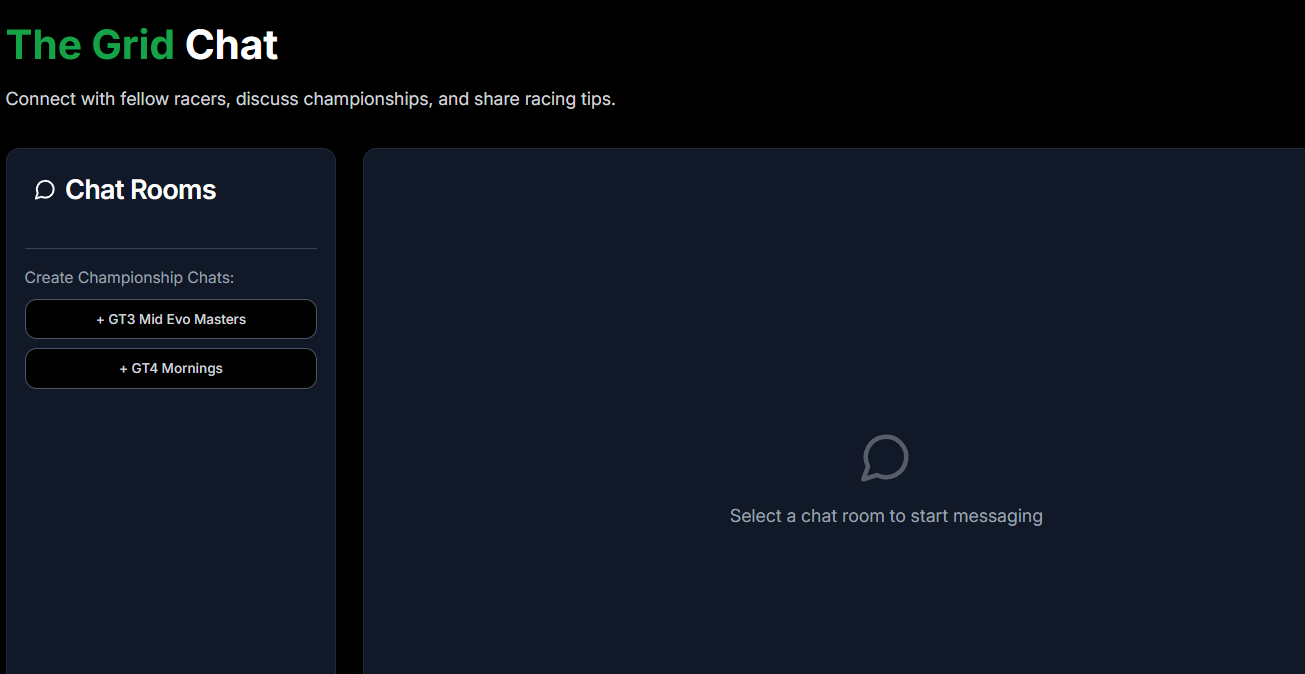 The Grid Chat
Connect with fellow racers, discuss championships, and share racing tips.
Chat Rooms
Create Championship Chats:
+ GT3 Mid Evo Masters
+ GT4 Mornings
Select a chat room to start messaging